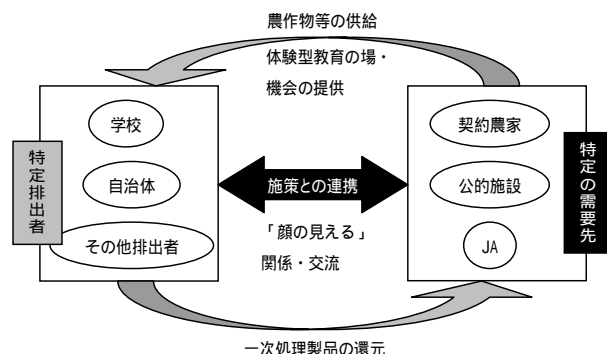 農作物等の供給
体験型教育の場・
機会の提供
特定排出者
学校
自治体
その他排出者
施策との連携
「顔の見える」
関係・交流
契約農家
公的施設
JA
特定の需要先
一次処理製品の還元